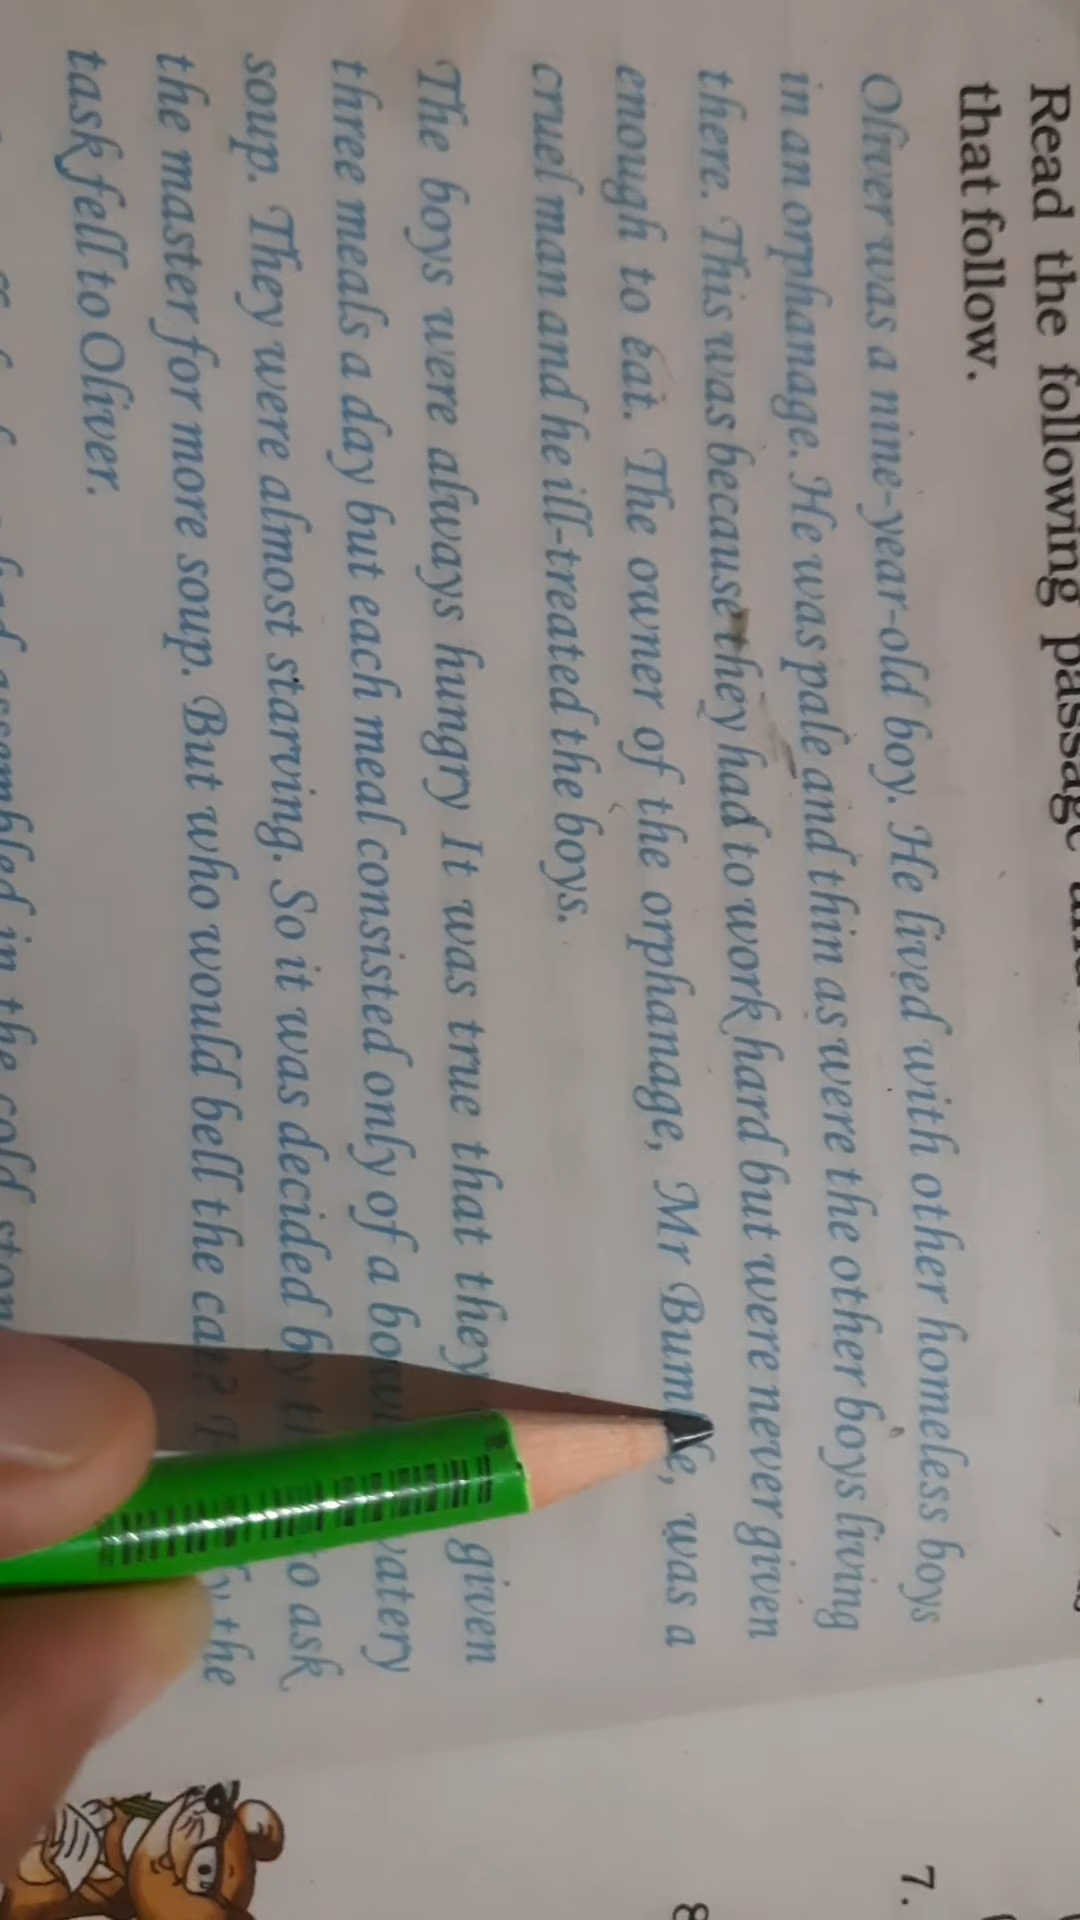 Read the following passage
that follow.
Oliver was a nine-year-old boy. He lived with other homeless boys
in an orphanage. He was pale and thin as were the other boys living
there. This was because they had to work hard but were never given
enough to eat. The owner of the orphanage, Mr Bumble, was a
cruel man and he ill-treated the boys.
The boys were always hungry It was true that they given
three meals a day but each meal consisted only of a bowl watery
soup. They were almost starving. So it was decided by to ask
the master for more soup. But who would bell the cat? the
task fell to Oliver.
assembled in the cold
7.
8